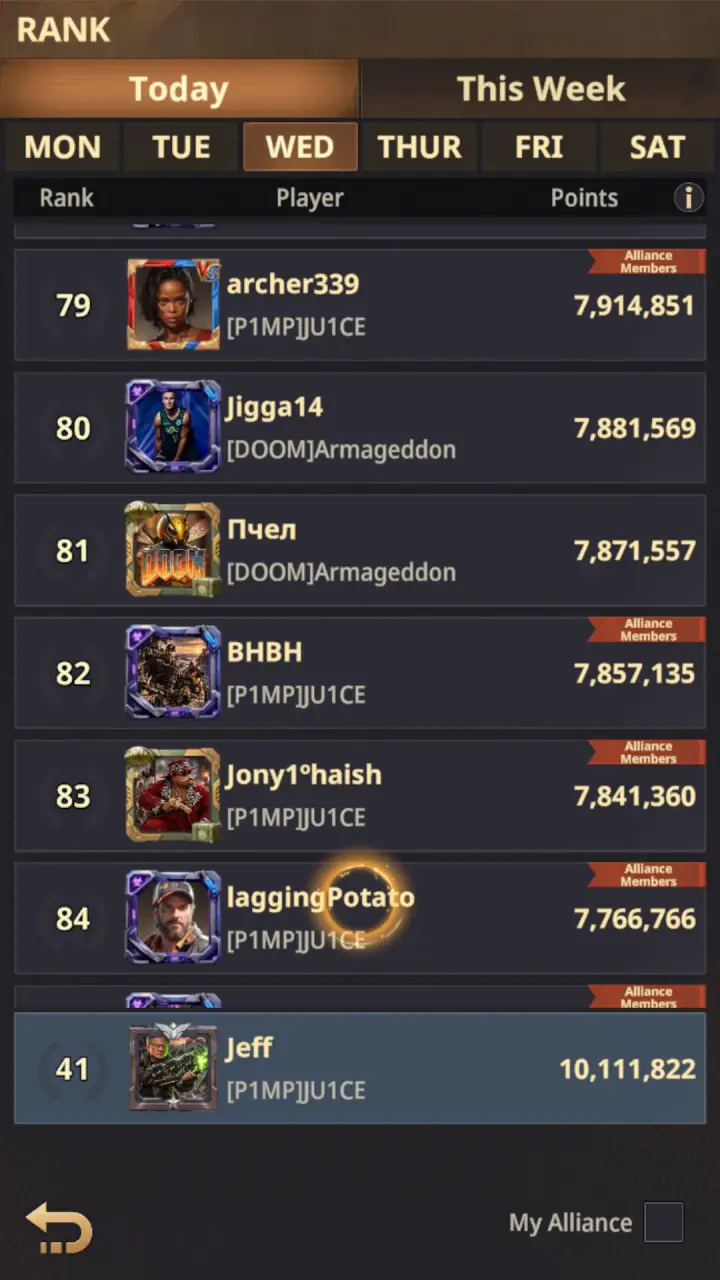 RANK
Today
This Week
MON
TUE
WED
THUR
FRI
SAT
Rank
Player
Points
i
Alliance
Members
79
VS
archer339
[P1MP]JU1CE
7,914,851
80
Jigga14
[DOOM]Armageddon
7,881,569
81
DOOM
Пчел
[DOOM]Armageddon
7,871,557
Alliance
Members
82
BHBH
[P1MP]JU1CE
7,857,135
Alliance
Members
83
Jony1ºhaish
[P1MP]JU1CE
7,841,360
Alliance
Members
84
laggingPotato
[P1MP]JU1CE
7,766,766
Alliance
Members
41
Jeff
[P1MP]JU1CE
10,111,822
My Alliance